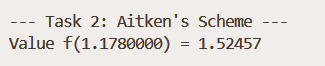 --- Task 2: Aitken's Scheme ---
Value f(1.1780000) = 1.52457